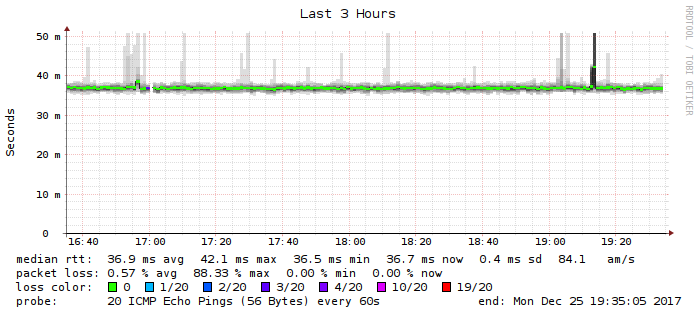 Last 3 Hours
RRDTOOL / TOBI OETIKER
Seconds
50 m
40 m
30 m
20 m
10 m
0
16:40 17:00 17:20 17:40 18:00 18:20 18:40 19:00 19:20
median rtt: 36.9 ms avg 42.1 ms max 36.5 ms min 36.7 ms now 0.4 ms sd 84.1 am/s
packet loss: 0.57 % avg 88.33 % max 0.00 % min 0.00 % now
loss color: 0 1/20 2/20 3/20 4/20 10/20 19/20
probe: 20 ICMP Echo Pings (56 Bytes) every 60s end: Mon Dec 25 19:35:05 2017